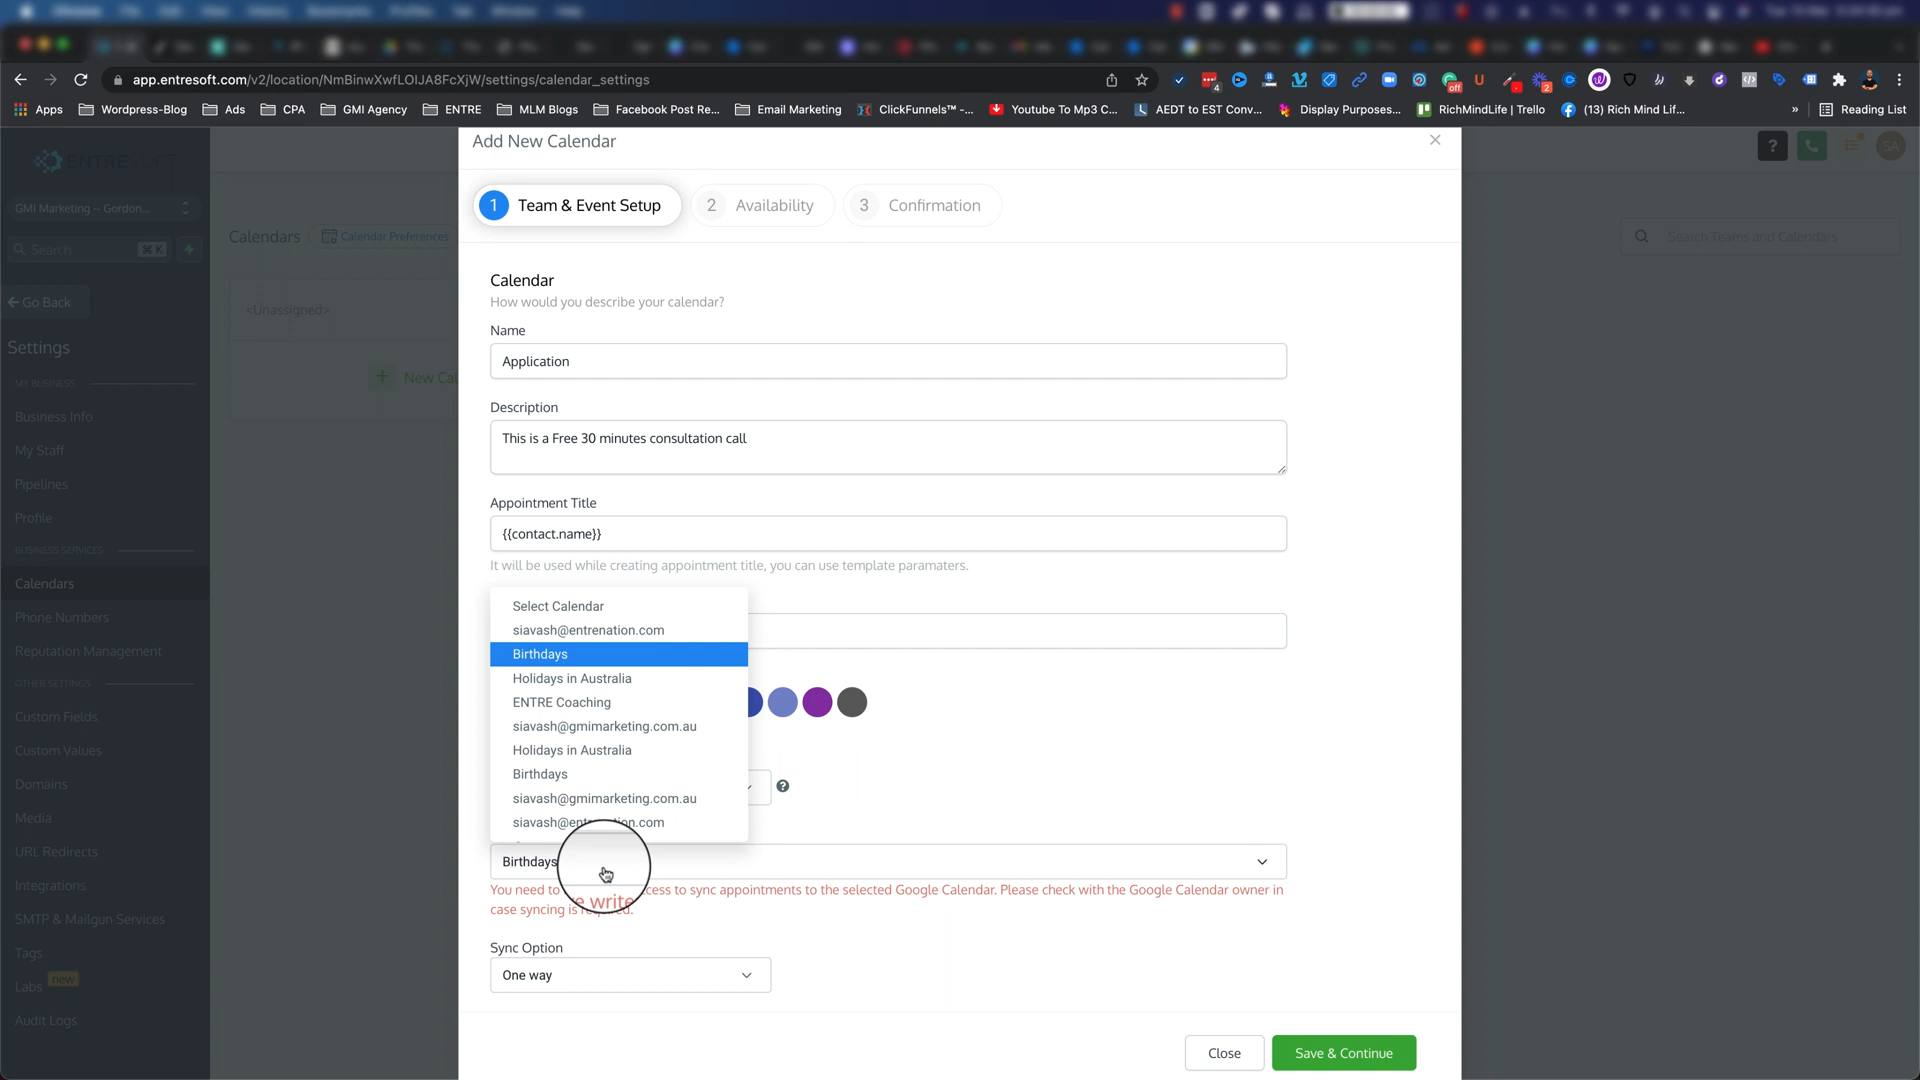 app.entresoft.com/v2/location/NmBinwXwfLOIJA8FcXjW/settings/calendar_settings
Apps Wordpress-Blog Ads CPA GMI Agency ENTRE MLM Blogs Facebook Post Re... Email Marketing ClickFunnels™ -... Youtube To Mp3 C... AEDT to EST Conv... Display Purposes... RichMindLife | Trello (13) Rich Mind Lif... » Reading List
ENTRESOFT
GMI Marketing -- Gordon...
Search ⌘ K
Go Back
Settings
MY BUSINESS
Business Info
My Staff
Pipelines
Profile
BUSINESS SERVICES
Calendars
Phone Numbers
Reputation Management
OTHER SETTINGS
Custom Fields
Custom Values
Domains
Media
URL Redirects
Integrations
SMTP & Mailgun Services
Tags
Labs new
Audit Logs
Calendars Calendar Preferences
<Unassigned>
+ New Cal
? SA
Search Teams and Calendars
Add New Calendar ×
1 Team & Event Setup 2 Availability 3 Confirmation
Calendar
How would you describe your calendar?
Name
Application
Description
This is a Free 30 minutes consultation call
Appointment Title
{{contact.name}}
It will be used while creating appointment title, you can use template paramaters.
Select Calendar
siavash@entrenation.com
Birthdays
Holidays in Australia
ENTRE Coaching
siavash@gmimarketing.com.au
Holidays in Australia
Birthdays
siavash@gmimarketing.com.au
siavash@entrenation.com
Birthdays
You need to e write cess to sync appointments to the selected Google Calendar. Please check with the Google Calendar owner in
case syncing is required.
Sync Option
One way
Close Save & Continue